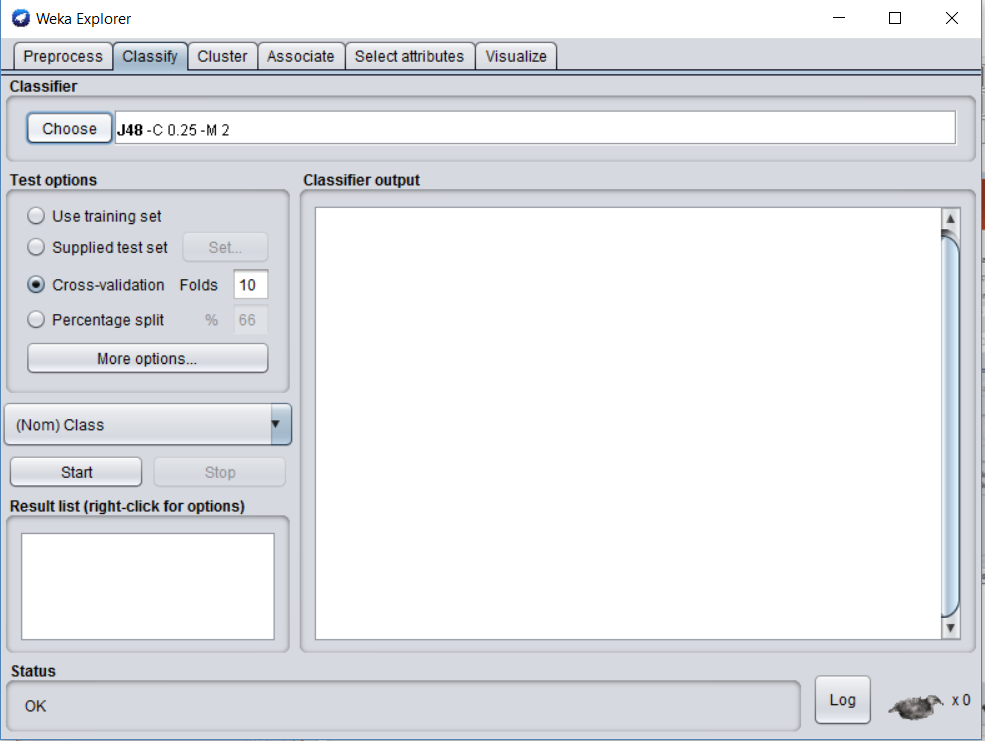 Weka Explorer
Preprocess Classify Cluster Associate Select attributes Visualize
Classifier
Choose J48 -C 0.25 -M 2
Test options
Use training set
Supplied test set Set...
Cross-validation Folds 10
Percentage split % 66
More options...
(Nom) Class
Start Stop
Result list (right-click for options)
Classifier output
Status
OK
Log x 0